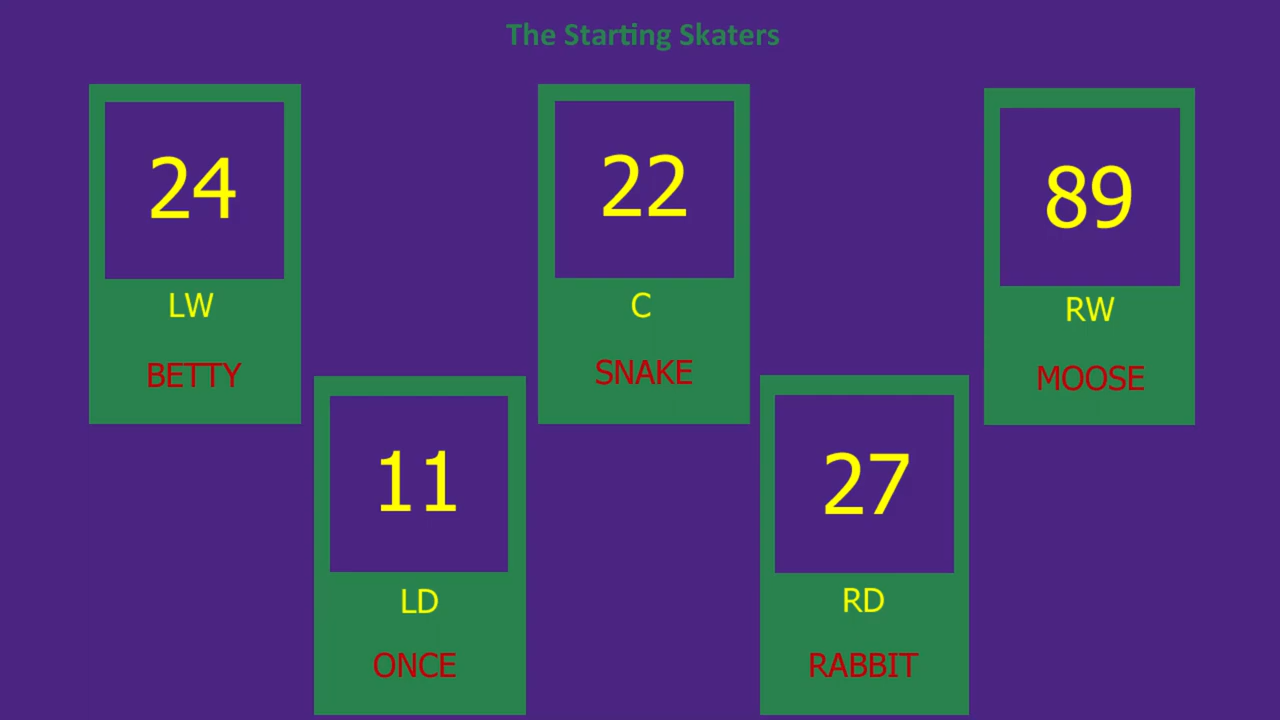 The Starting Skaters
24
LW
BETTY
22
C
SNAKE
89
RW
MOOSE
11
LD
ONCE
27
RD
RABBIT